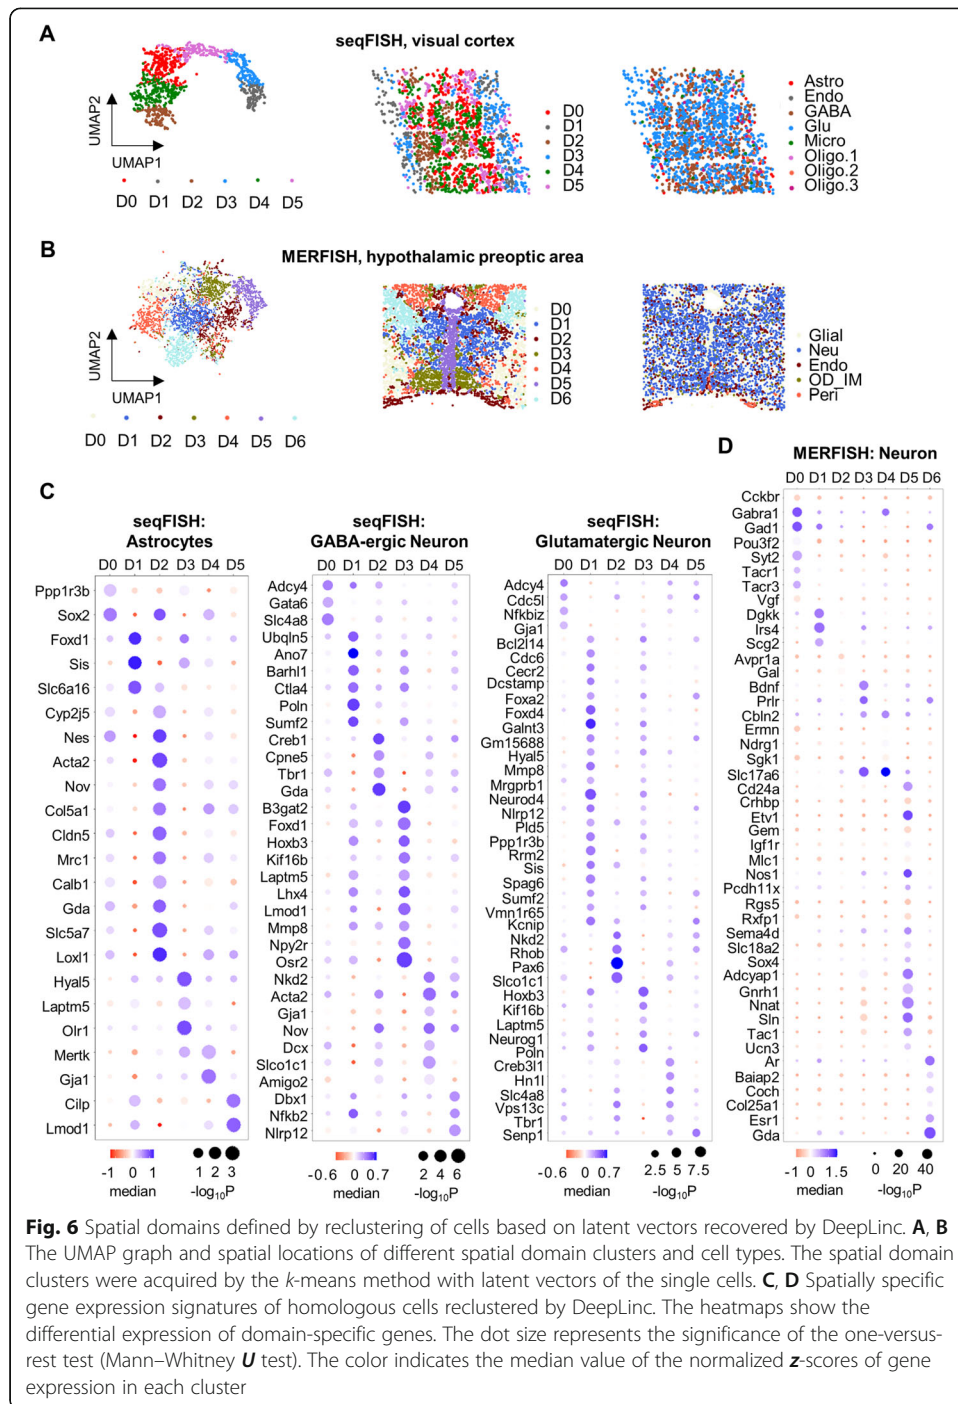 A
seqFISH, visual cortex
UMAP2
UMAP1
D0 D1 D2 D3 D4 D5
D0
D1
D2
D3
D4
D5
Astro
Endo
GABA
Glu
Micro
Oligo.1
Oligo.2
Oligo.3
B
MERFISH, hypothalamic preoptic area
UMAP2
UMAP1
D0 D1 D2 D3 D4 D5 D6
D0
D1
D2
D3
D4
D5
D6
Glial
Neu
Endo
OD_IM
Peri
C
seqFISH:
Astrocytes
D0 D1 D2 D3 D4 D5
Ppp1r3b
Sox2
Foxd1
Sis
Slc6a16
Cyp2j5
Nes
Acta2
Nov
Col5a1
Cldn5
Mrc1
Calb1
Gda
Slc5a7
Loxl1
Hyal5
Laptm5
Olr1
Mertk
Gja1
Cilp
Lmod1
-1 1
median
1 2 3
-log10P
seqFISH:
GABA-ergic Neuron
D0 D1 D2 D3 D4 D5
Adcy4
Gata6
Slc4a8
Ubqln5
Ano7
Barhl1
Ctla4
Poln
Sumf2
Creb1
Cpne5
Tbr1
Gda
B3gat2
Foxd1
Hoxb3
Kif16b
Laptm5
Lhx4
Lmod1
Mmp8
Npy2r
Osr2
Nkd2
Acta2
Gja1
Nov
Dcx
Slco1c1
Amigo2
Dbx1
Nfkb2
Nlrp12
-0.6 0.7
median
2 4 6
-log10P
seqFISH:
Glutamatergic Neuron
D0 D1 D2 D3 D4 D5
Adcy4
Cdc5l
Nfkbiz
Gja1
Bcl2l14
Cdc6
Cecr2
Dcstamp
Foxa2
Foxd4
Galnt3
Gm15688
Hyal5
Mmp8
Mrgprb1
Neurod4
Nlrp12
Pld5
Ppp1r3b
Rrm2
Sis
Spag6
Sumf2
Vmn1r65
Kcnip
Nkd2
Rhob
Pax6
Slco1c1
Hoxb3
Kif16b
Laptm5
Neurog1
Poln
Creb3l1
Hn1l
Slc4a8
Vps13c
Tbr1
Senp1
-0.6 0.7
median
2.5 5 7.5
-log10P
D
MERFISH: Neuron
D0 D1 D2 D3 D4 D5 D6
Cckbr
Gabra1
Gad1
Pou3f2
Syt2
Tacr1
Tacr3
Vgf
Dgkk
Irs4
Scg2
Avpr1a
Gal
Bdnf
Prlr
Cbln2
Ermn
Ndrg1
Sgk1
Slc17a6
Cd24a
Crhbp
Etv1
Gem
Igf1r
Mlc1
Nos1
Pcdh11x
Rgs5
Rxfp1
Sema4d
Slc18a2
Sox4
Adcyap1
Gnrh1
Nnat
Sln
Tac1
Ucn3
Ar
Baiap2
Coch
Col25a1
Esr1
Gda
-1 1.5
median
0 20 40
-log10P
Fig. 6 Spatial domains defined by reclustering of cells based on latent vectors recovered by DeepLinc. A, B
The UMAP graph and spatial locations of different spatial domain clusters and cell types. The spatial domain
clusters were acquired by the k-means method with latent vectors of the single cells. C, D Spatially specific
gene expression signatures of homologous cells reclustered by DeepLinc. The heatmaps show the
differential expression of domain-specific genes. The dot size represents the significance of the one-versus-
rest test (Mann–Whitney U test). The color indicates the median value of the normalized z-scores of gene
expression in each cluster